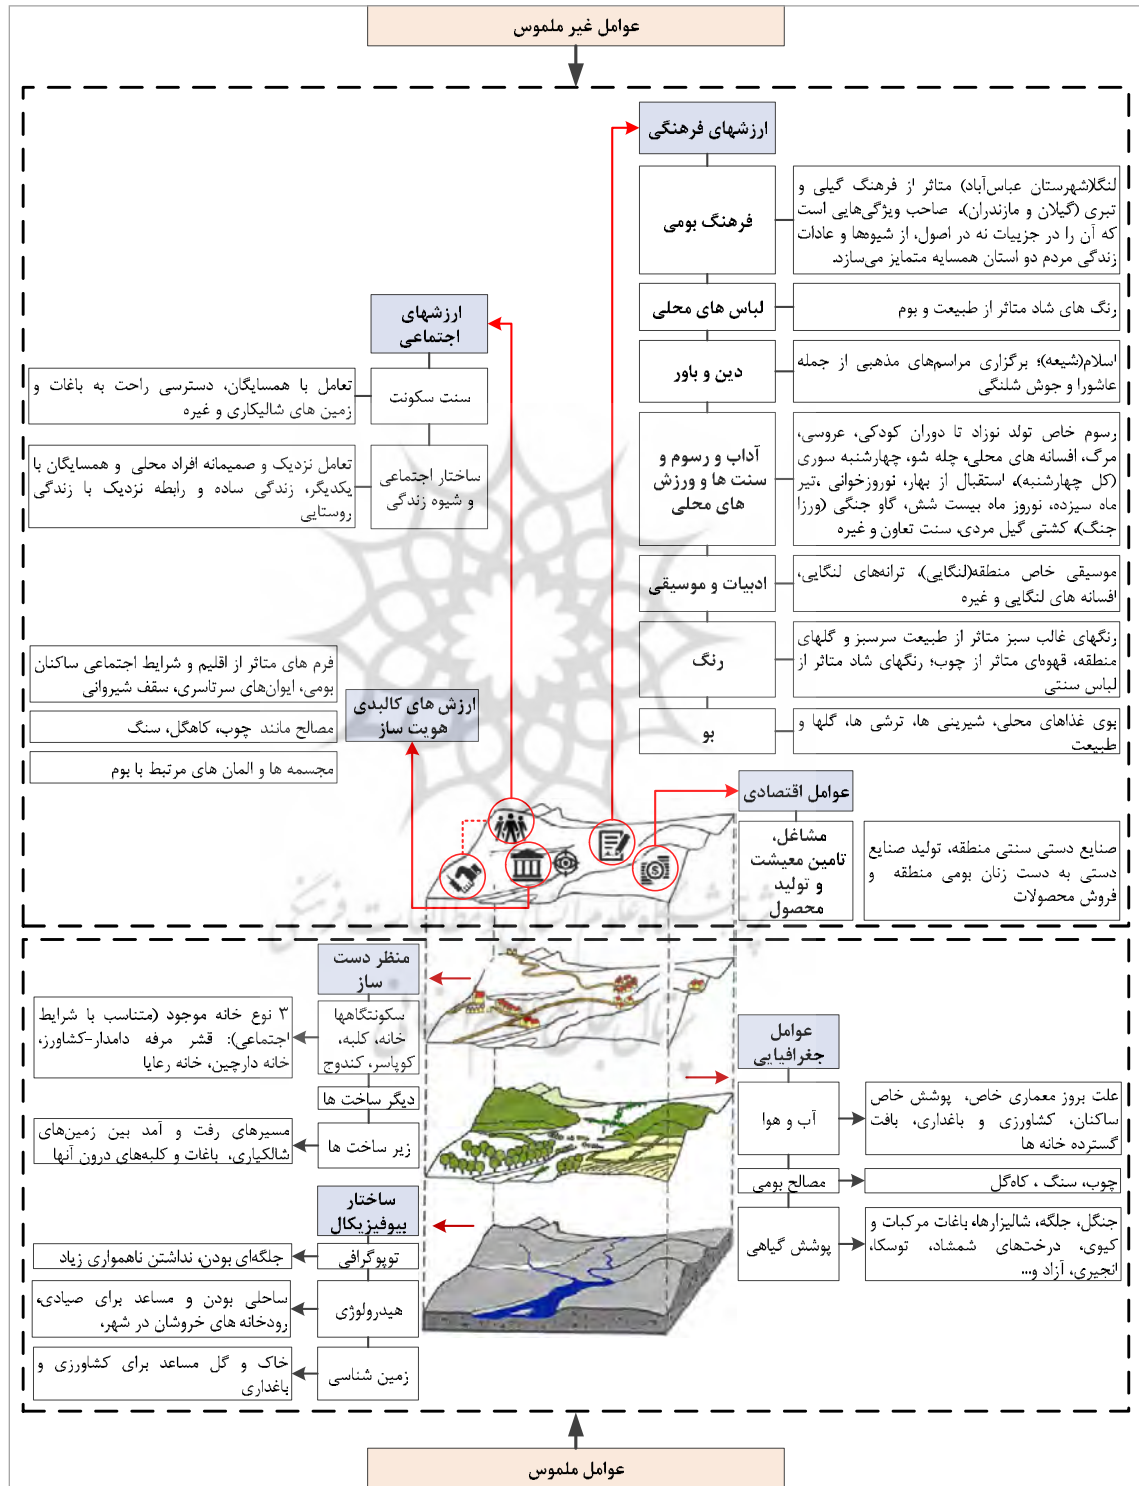 عوامل غیر ملموس
ارزشهای فرهنگی
فرهنگ بومی
لنگا(شهرستان عباس‌آباد) متاثر از فرهنگ گیلی و
تبری (گیلان و مازندران)، صاحب ویژگی‌هایی است
که آن را در جزییات نه در اصول، از شیوه‌ها و عادات
زندگی مردم دو استان همسایه متمایز می‌سازد.
لباس های محلی
رنگ های شاد متاثر از طبیعت و بوم
دین و باور
اسلام(شیعه)؛ برگزاری مراسم‌های مذهبی از جمله
عاشورا و جوش شلنگی
آداب و رسوم و
سنت ها و ورزش
های محلی
رسوم خاص تولد نوزاد تا دوران کودکی، عروسی،
مرگ، افسانه های محلی، چله شو، چهارشنبه سوری
(کل چهارشنبه)، استقبال از بهار، نوروزخوانی ،تیر
ماه سیزده، نوروز ماه بیست شش، گاو جنگی (ورزا
جنگ)، کشتی گیل مردی، سنت تعاون و غیره
ادبیات و موسیقی
موسیقی خاص منطقه(لنگایی)، ترانه‌های لنگایی،
افسانه های لنگایی و غیره
رنگ
رنگهای غالب سبز متاثر از طبیعت سرسبز و گلهای
منطقه، قهوه‌ای متاثر از چوب؛ رنگهای شاد متاثر از
لباس سنتی
بو
بوی غذاهای محلی، شیرینی ها، ترشی ها، گلها و
طبیعت
ارزشهای
اجتماعی
سنت سکونت
تعامل با همسایگان، دسترسی راحت به باغات و
زمین های شالیکاری و غیره
ساختار اجتماعی
و شیوه زندگی
تعامل نزدیک و صمیمانه افراد محلی و همسایگان با
یکدیگر، زندگی ساده و رابطه نزدیک با زندگی
روستایی
ارزش های کالبدی
هویت ساز
فرم های متاثر از اقلیم و شرایط اجتماعی ساکنان
بومی، ایوان‌های سرتاسری، سقف شیروانی
مصالح مانند چوب، کاهگل، سنگ
مجسمه ها و المان های مرتبط با بوم
عوامل اقتصادی
مشاغل،
تامین معیشت
و تولید
محصول
صنایع دستی سنتی منطقه، تولید صنایع
دستی به دست زنان بومی منطقه و
فروش محصولات
پژوهشگاه علوم انسانی و مطالعات فرهنگی
منظر دست
ساز
سکونتگاهها
خانه، کلبه،
کوپاسر، کندوج
۳ نوع خانه موجود (متناسب با شرایط
اجتماعی): قشر مرفه دامدار-کشاورز،
خانه دارچین، خانه رعایا
دیگر ساخت ها
زیر ساخت ها
مسیرهای رفت و آمد بین زمین‌های
شالکیاری، باغات و کلبه‌های درون آنها
عوامل
جغرافیایی
آب و هوا
علت بروز معماری خاص، پوشش خاص
ساکنان، کشاورزی و باغداری، بافت
گسترده خانه ها
مصالح بومی
چوب، سنگ ، کاه‌گل
پوشش گیاهی
جنگل، جلگه، شالیزارها، باغات مرکبات و
کیوی، درخت‌های شمشاد، توسکا،
انجیری، آزاد و...
ساختار
بیوفیزیکال
توپوگرافی
جلگه‌ای بودن، نداشتن ناهمواری زیاد
هیدرولوژی
ساحلی بودن و مساعد برای صیادی،
رودخانه های خروشان در شهر،
زمین شناسی
خاک و گل مساعد برای کشاورزی و
باغداری
عوامل ملموس